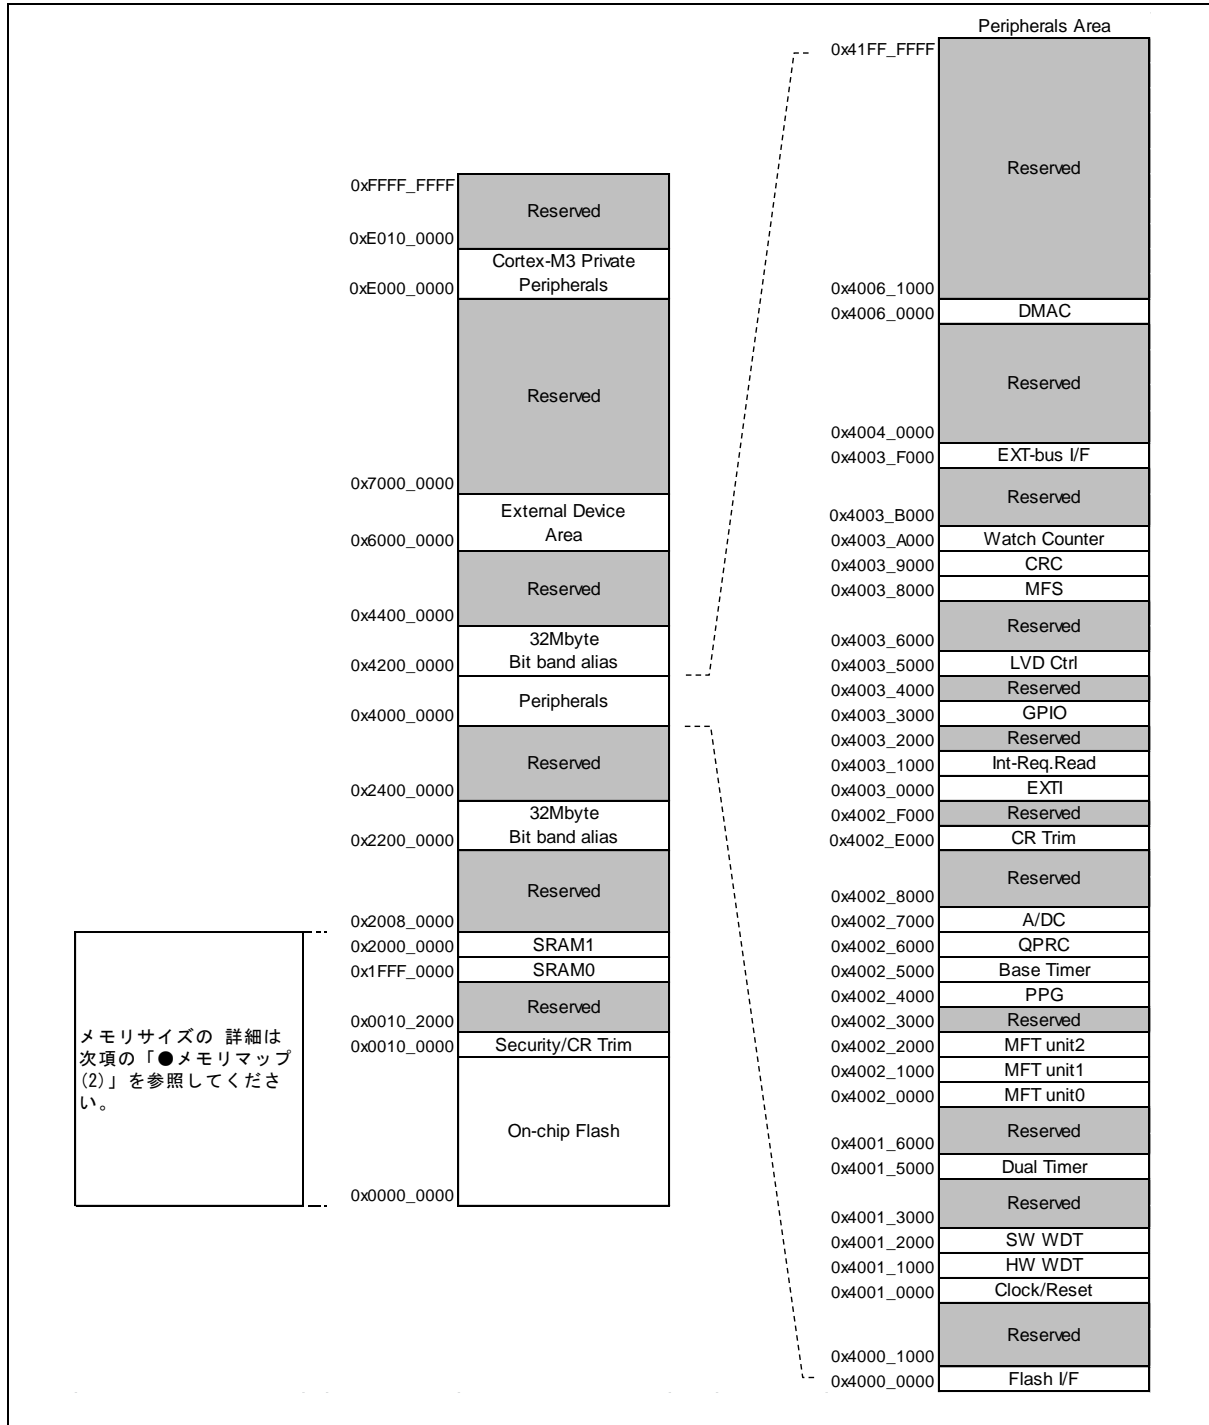 Peripherals Area
0x41FF_FFFF
Reserved
0x4006_1000
0x4006_0000 DMAC
Reserved
0x4004_0000
0x4003_F000 EXT-bus I/F
Reserved
0x4003_B000
0x4003_A000 Watch Counter
0x4003_9000 CRC
0x4003_8000 MFS
Reserved
0x4003_6000
0x4003_5000 LVD Ctrl
0x4003_4000 Reserved
0x4003_3000 GPIO
0x4003_2000 Reserved
0x4003_1000 Int-Req.Read
0x4003_0000 EXTI
0x4002_F000 Reserved
0x4002_E000 CR Trim
Reserved
0x4002_8000
0x4002_7000 A/DC
0x4002_6000 QPRC
0x4002_5000 Base Timer
0x4002_4000 PPG
0x4002_3000 Reserved
0x4002_2000 MFT unit2
0x4002_1000 MFT unit1
0x4002_0000 MFT unit0
Reserved
0x4001_6000
0x4001_5000 Dual Timer
Reserved
0x4001_3000
0x4001_2000 SW WDT
0x4001_1000 HW WDT
0x4001_0000 Clock/Reset
Reserved
0x4000_1000
0x4000_0000 Flash I/F
0xFFFF_FFFF
Reserved
0xE010_0000
Cortex-M3 Private
0xE000_0000 Peripherals
Reserved
0x7000_0000
External Device
0x6000_0000 Area
Reserved
0x4400_0000
32Mbyte
0x4200_0000 Bit band alias
Peripherals
0x4000_0000
Reserved
0x2400_0000
32Mbyte
0x2200_0000 Bit band alias
Reserved
0x2008_0000
0x2000_0000 SRAM1
0x1FFF_0000 SRAM0
Reserved
0x0010_2000
0x0010_0000 Security/CR Trim
On-chip Flash
0x0000_0000
メモリサイズの 詳細は
次項の「●メモリマップ
(2)」を参照してくださ
い。